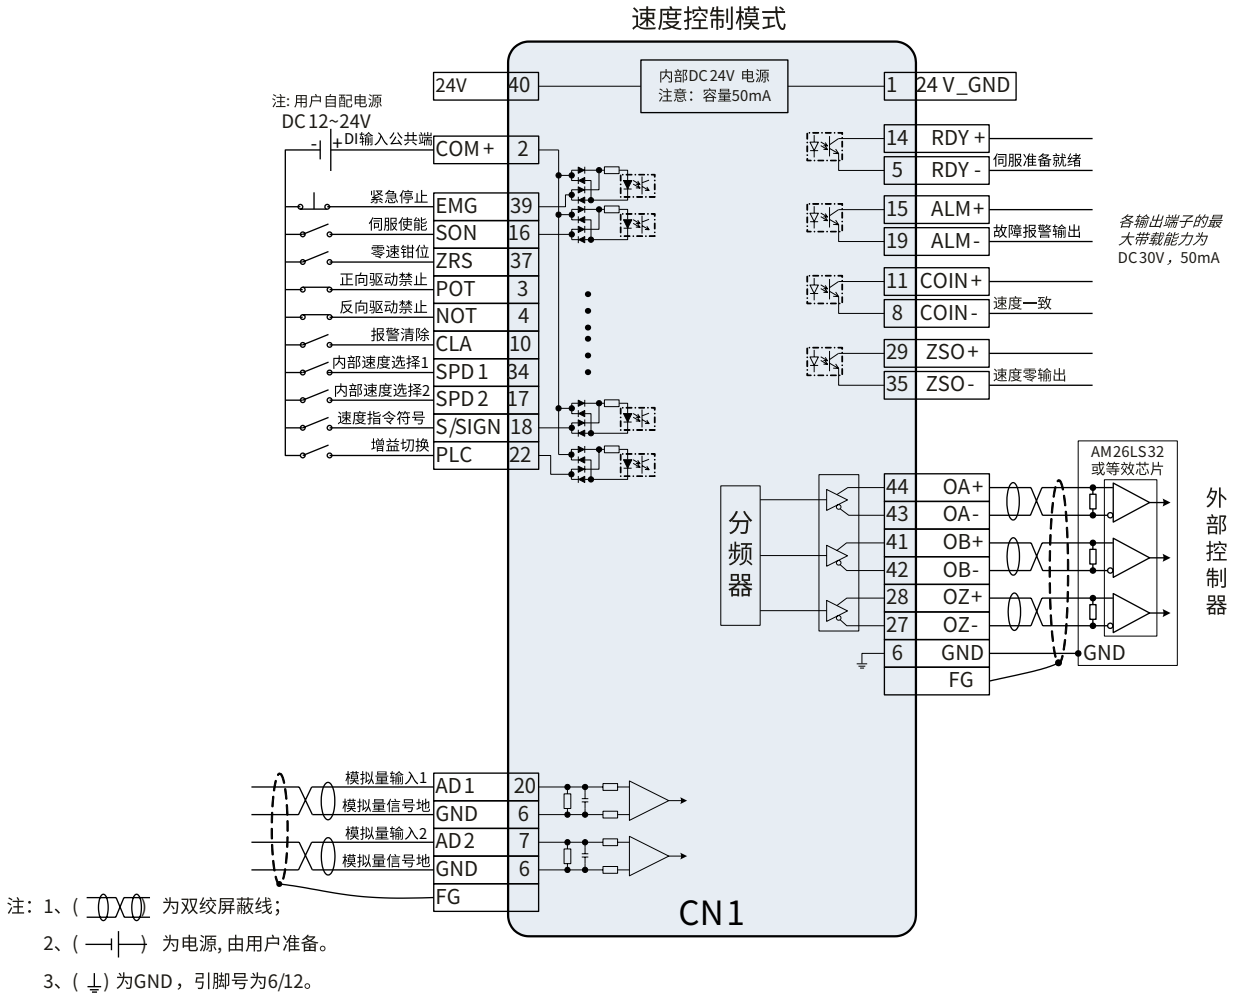 速度控制模式
24V 40 内部DC24V 电源 1 24V_GND
注意：容量50mA
注: 用户自配电源
DC12~24V
- + DI输入公共端 COM+ 2
紧急停止 EMG 39
伺服使能 SON 16
零速钳位 ZRS 37
正向驱动禁止 POT 3
反向驱动禁止 NOT 4
报警清除 CLA 10
内部速度选择1 SPD1 34
内部速度选择2 SPD2 17
速度指令符号 S/SIGN 18
增益切换 PLC 22
14 RDY+
5 RDY- 伺服准备就绪
15 ALM+
19 ALM- 故障报警输出
11 COIN+
8 COIN- 速度一致
29 ZSO+
35 ZSO- 速度零输出
各输出端子的最
大带载能力为
DC30V，50mA
分
频
器
44 OA+
43 OA-
41 OB+
42 OB-
28 OZ+
27 OZ-
6 GND GND
FG
AM26LS32
或等效芯片
外
部
控
制
器
模拟量输入1 AD1 20
模拟量信号地 GND 6
模拟量输入2 AD2 7
模拟量信号地 GND 6
FG
CN1
注：1、( ) 为双绞屏蔽线；
2、( ) 为电源, 由用户准备。
3、( ) 为GND，引脚号为6/12。